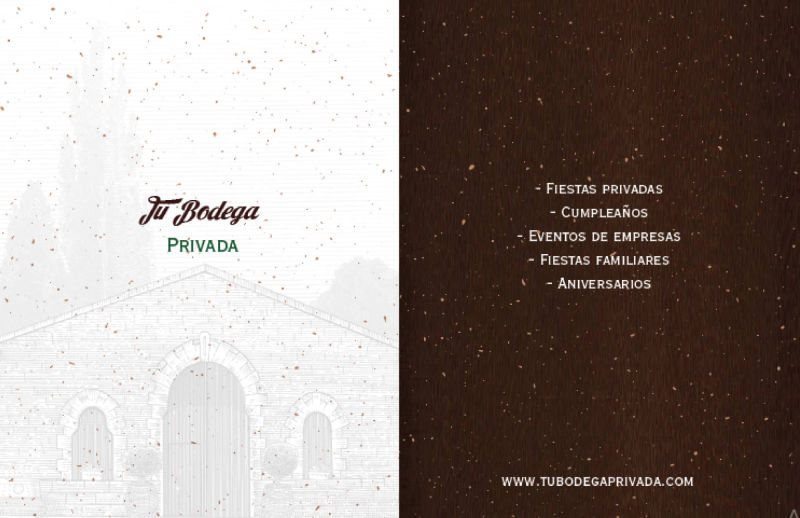 Tu Bodega
Privada
- Fiestas privadas
- Cumpleaños
- Eventos de empresas
- Fiestas familiares
- Aniversarios
www.tubodegaprivada.com